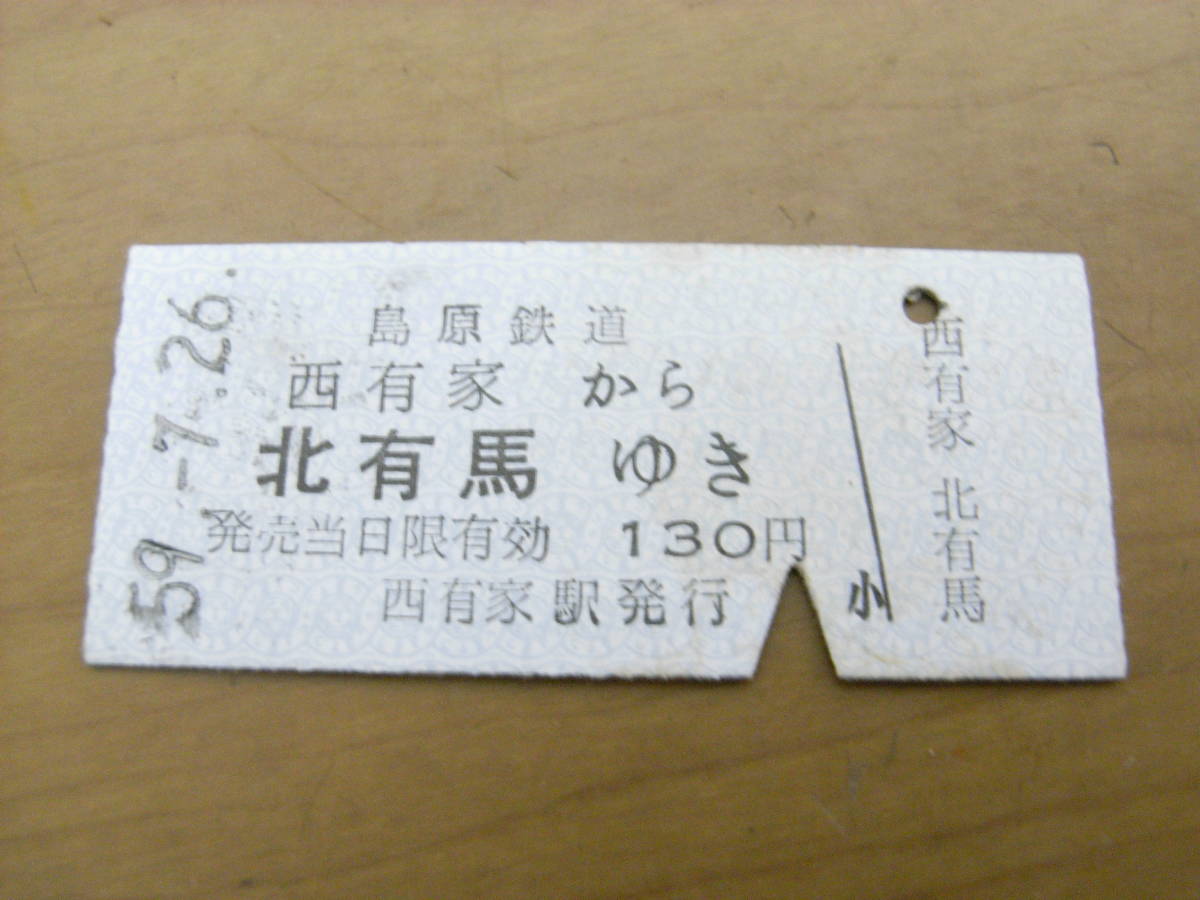 島原鉄道
西有家 から
北有馬 ゆき
発売当日限有効 130円
西有家駅発行
小
西有家 北有馬
59.-7.26.